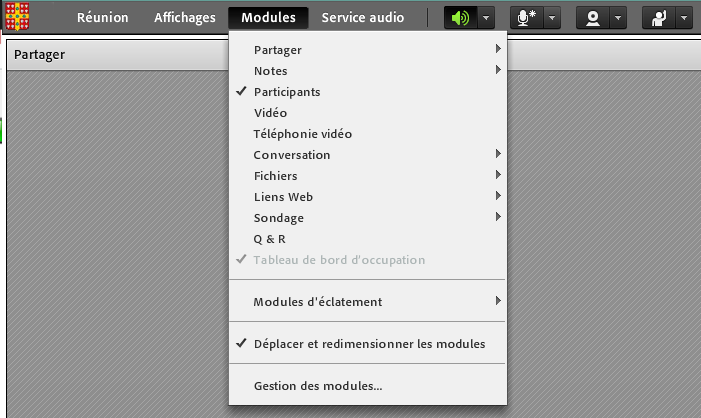 Réunion Affichages Modules Service audio
Partager
Partager
Notes
Participants
Vidéo
Téléphonie vidéo
Conversation
Fichiers
Liens Web
Sondage
Q & R
Tableau de bord d'occupation
Modules d'éclatement
Déplacer et redimensionner les modules
Gestion des modules...